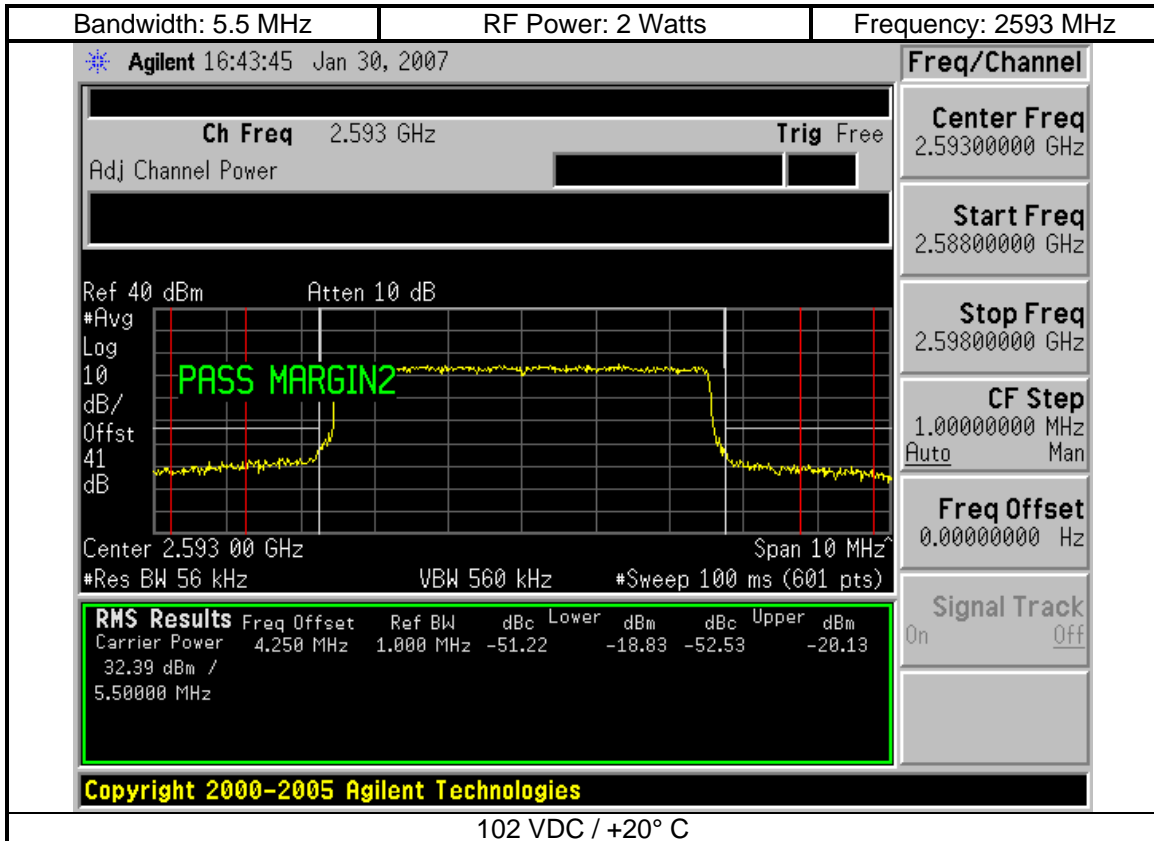 Bandwidth: 5.5 MHz RF Power: 2 Watts Frequency: 2593 MHz
Agilent 16:43:45 Jan 30, 2007 Freq/Channel
Ch Freq 2.593 GHz Trig Free
Adj Channel Power
Center Freq
2.59300000 GHz
Start Freq
2.58800000 GHz
Stop Freq
2.59800000 GHz
CF Step
1.00000000 MHz
Auto Man
Freq Offset
0.00000000 Hz
Signal Track
On Off
Ref 40 dBm Atten 10 dB
#Avg
Log
10
dB/
Offst
41
dB
PASS MARGIN2
Center 2.593 00 GHz Span 10 MHz^
#Res BW 56 kHz VBW 560 kHz #Sweep 100 ms (601 pts)
RMS Results Freq Offset Ref BW dBc Lower dBm dBc Upper dBm
Carrier Power 4.250 MHz 1.000 MHz -51.22 -18.83 -52.53 -20.13
32.39 dBm /
5.50000 MHz
Copyright 2000-2005 Agilent Technologies
102 VDC / +20° C